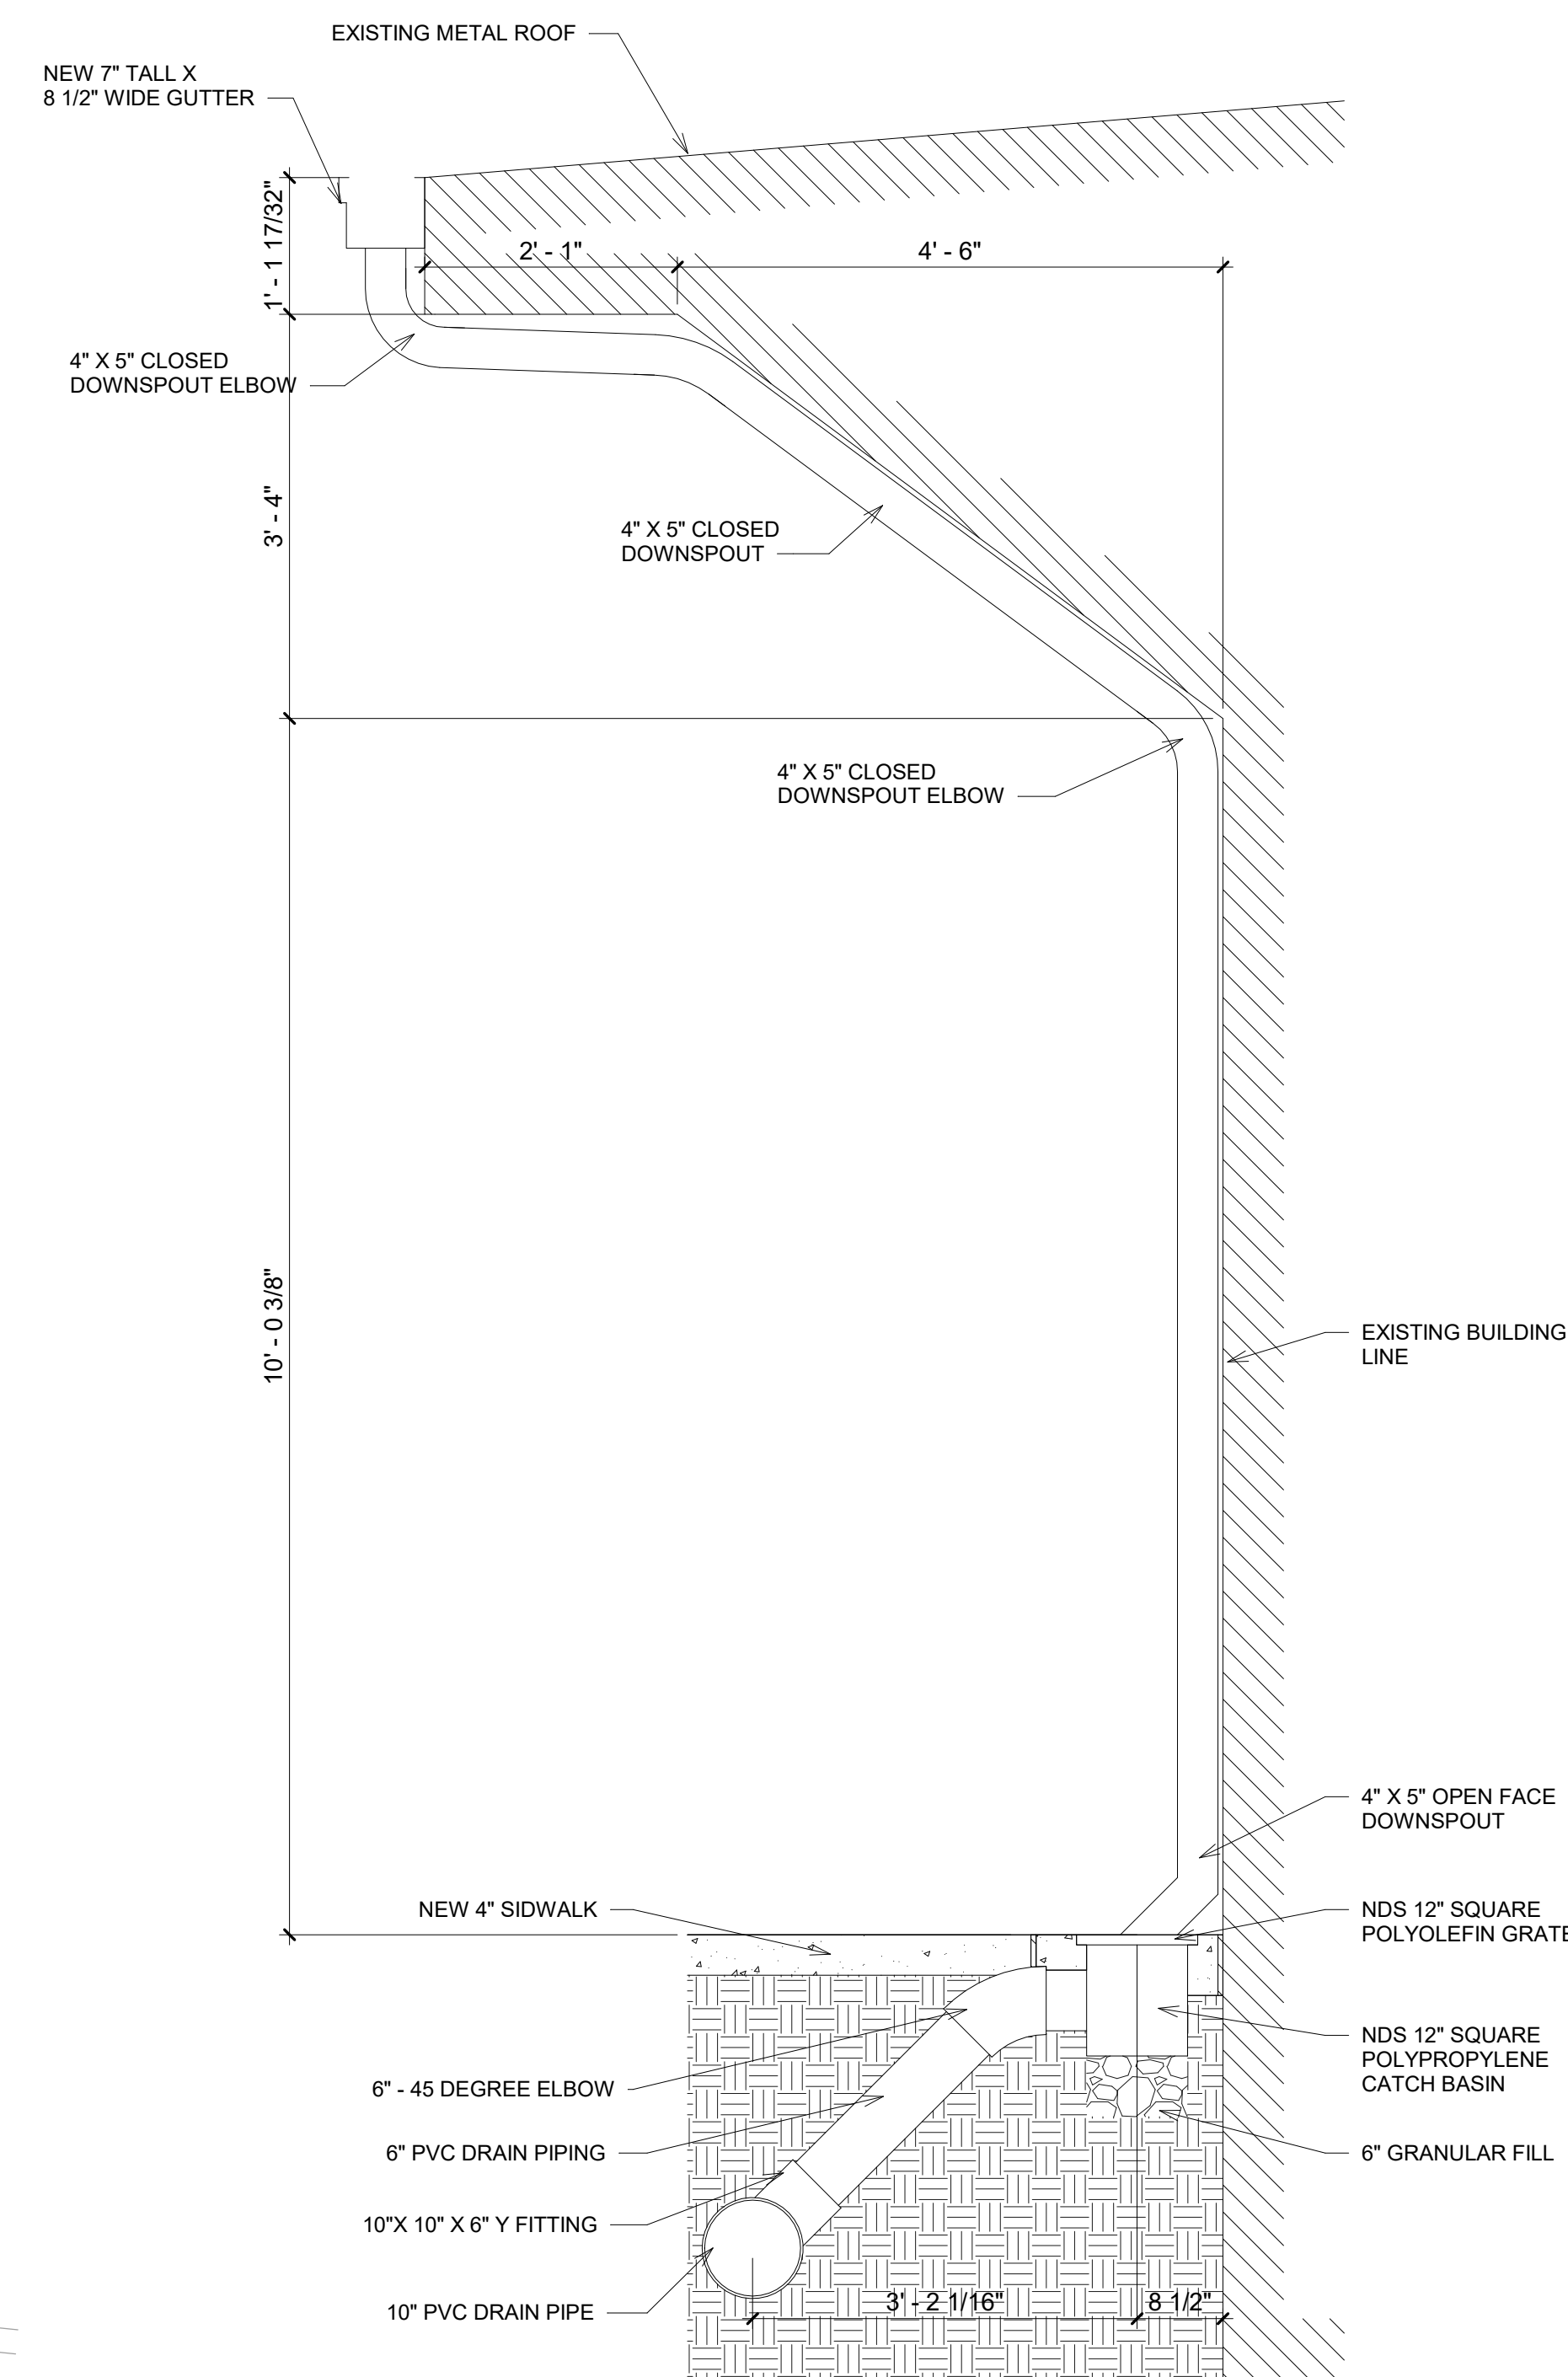 EXISTING METAL ROOF
NEW 7" TALL X
8 1/2" WIDE GUTTER
1' - 1 17/32"
2' - 1"
4' - 6"
4" X 5" CLOSED
DOWNSPOUT ELBOW
3' - 4"
4" X 5" CLOSED
DOWNSPOUT
4" X 5" CLOSED
DOWNSPOUT ELBOW
10' - 0 3/8"
EXISTING BUILDING
LINE
4" X 5" OPEN FACE
DOWNSPOUT
NEW 4" SIDWALK
NDS 12" SQUARE
POLYOLEFIN GRATE
NDS 12" SQUARE
POLYPROPYLENE
CATCH BASIN
6" - 45 DEGREE ELBOW
6" PVC DRAIN PIPING
6" GRANULAR FILL
10"X 10" X 6" Y FITTING
10" PVC DRAIN PIPE
3' - 2 1/16"
8 1/2"